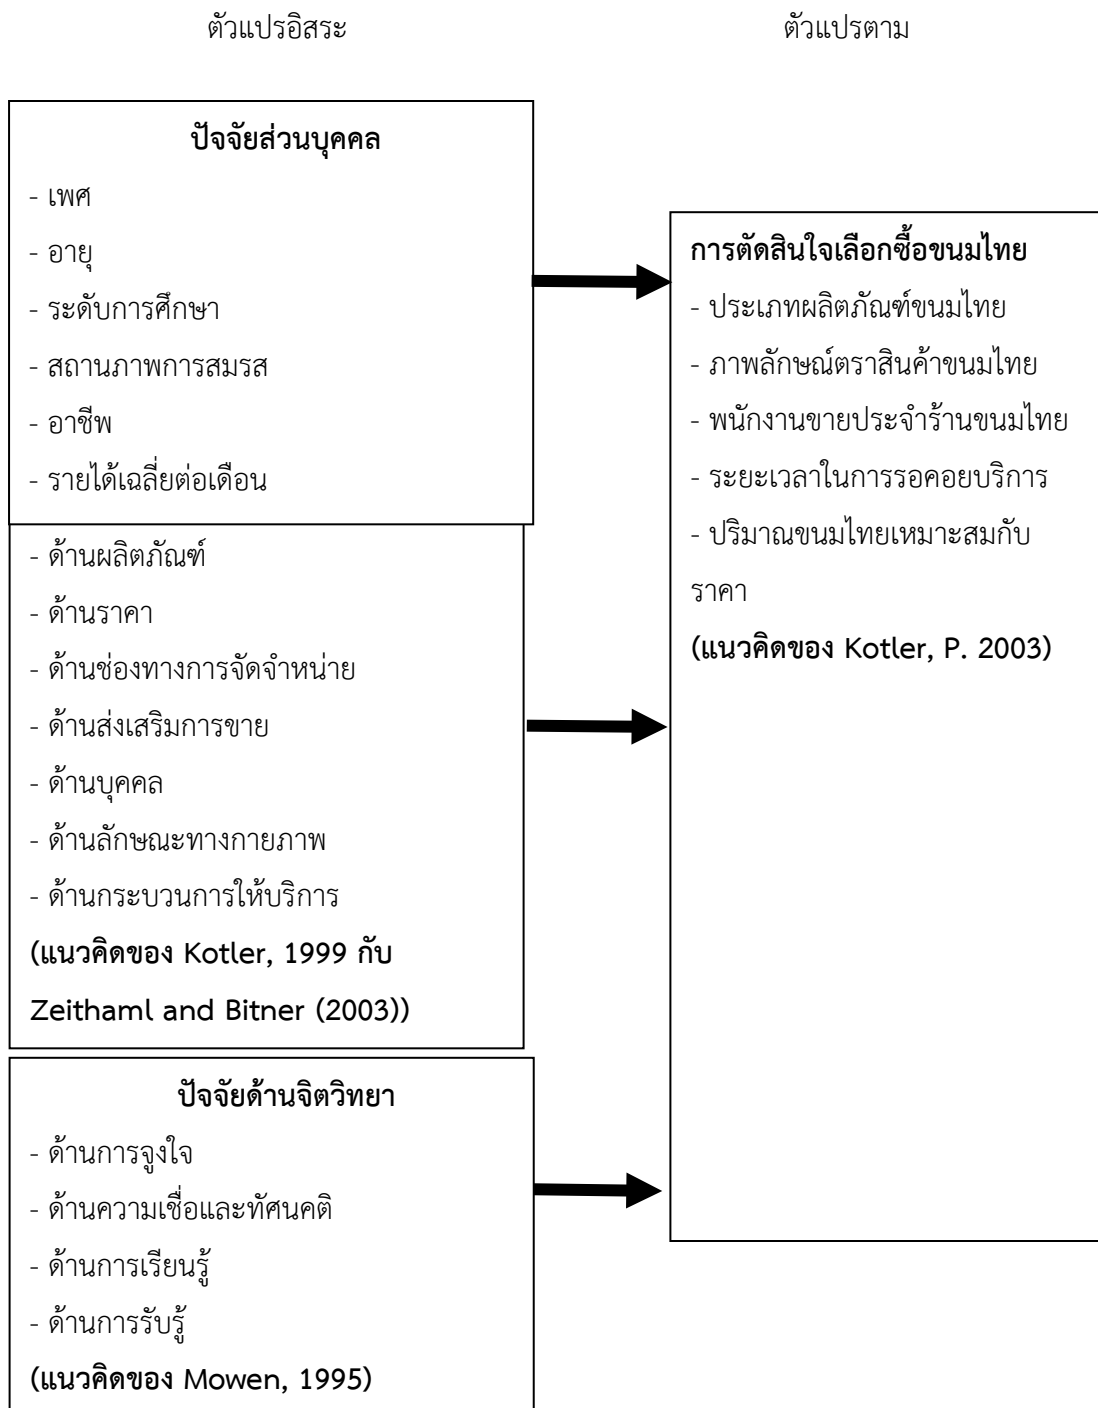 ตัวแปรอิสระ
ตัวแปรตาม
ปัจจัยส่วนบุคคล
- เพศ
- อายุ
- ระดับการศึกษา
- สถานภาพการสมรส
- อาชีพ
- รายได้เฉลี่ยต่อเดือน
- ด้านผลิตภัณฑ์
- ด้านราคา
- ด้านช่องทางการจัดจำหน่าย
- ด้านส่งเสริมการขาย
- ด้านบุคคล
- ด้านลักษณะทางกายภาพ
- ด้านกระบวนการให้บริการ
(แนวคิดของ Kotler, 1999 กับ
Zeithaml and Bitner (2003))
ปัจจัยด้านจิตวิทยา
- ด้านการจูงใจ
- ด้านความเชื่อและทัศนคติ
- ด้านการเรียนรู้
- ด้านการรับรู้
(แนวคิดของ Mowen, 1995)
การตัดสินใจเลือกซื้อขนมไทย
- ประเภทผลิตภัณฑ์ขนมไทย
- ภาพลักษณ์ตราสินค้าขนมไทย
- พนักงานขายประจำร้านขนมไทย
- ระยะเวลาในการรอคอยบริการ
- ปริมาณขนมไทยเหมาะสมกับ
ราคา
(แนวคิดของ Kotler, P. 2003)